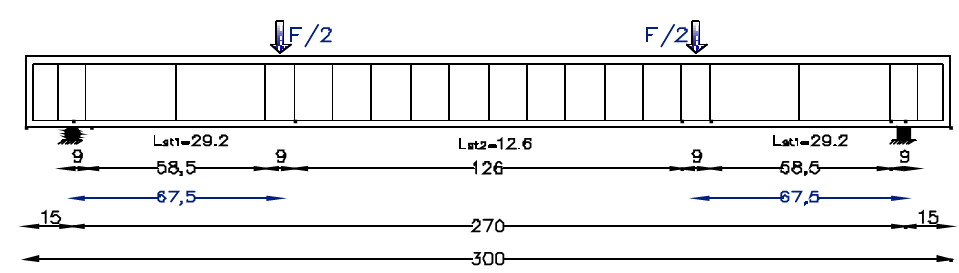 F/2 F/2
Lst1=29.2 Lst2=12.6 Lst1=29.2
9 58,5 9 126 9 58,5 9
67,5 67,5
15 270 15
300